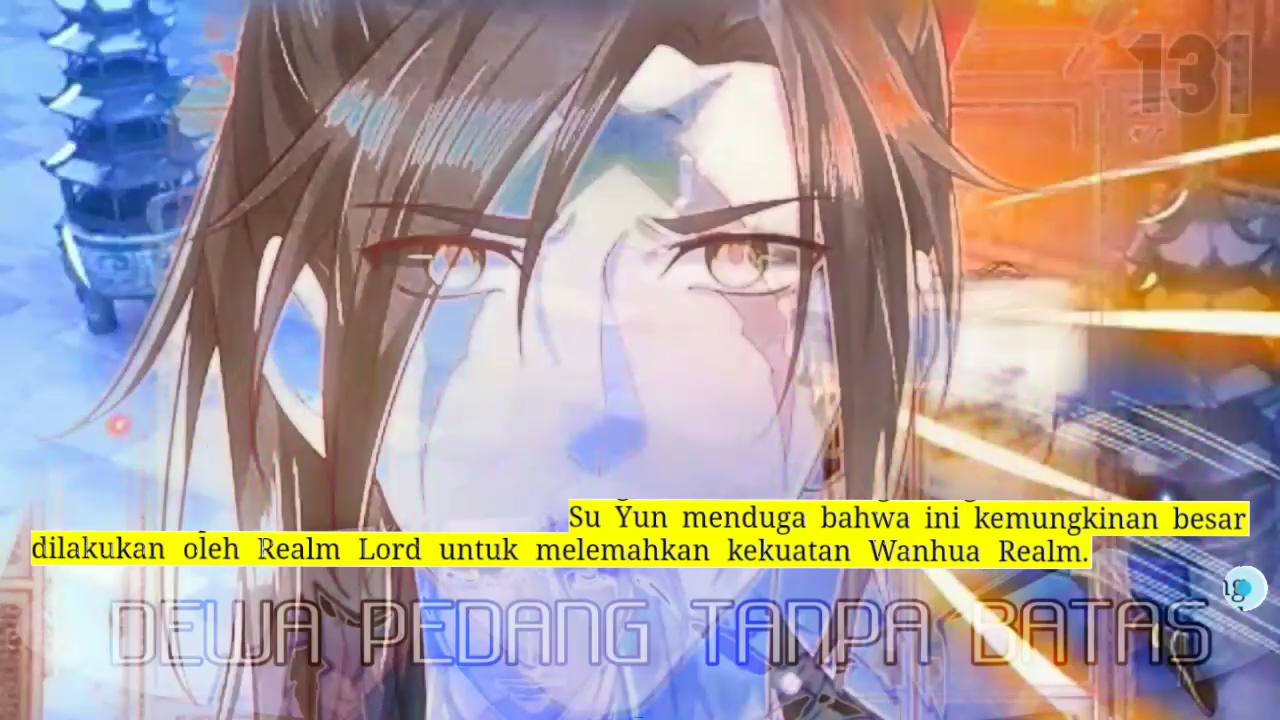 131
Su Yun menduga bahwa ini kemungkinan besar
dilakukan oleh Realm Lord untuk melemahkan kekuatan Wanhua Realm.
DEWA PEDANG TANPA BATAS